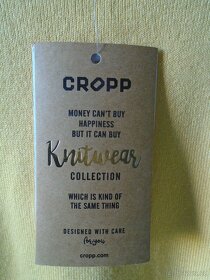 CROPP
MONEY CAN'T BUY
HAPPINESS
BUT IT CAN BUY
Knitwear
COLLECTION
WHICH IS KIND OF
THE SAME THING
DESIGNED WITH CARE
for you
cropp.com